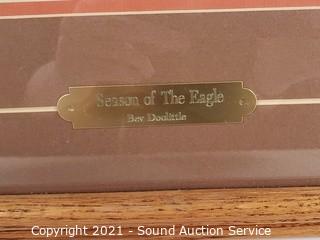 Season of The Eagle
Bev Doolittle
Copyright 2021 - Sound Auction Service